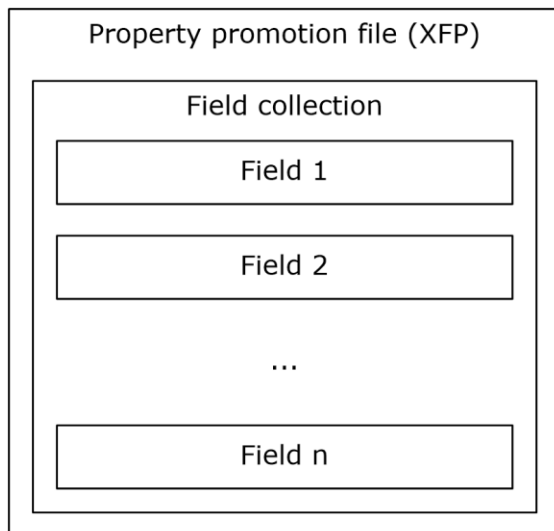 Property promotion file (XFP)
Field collection
Field 1
Field 2
...
Field n